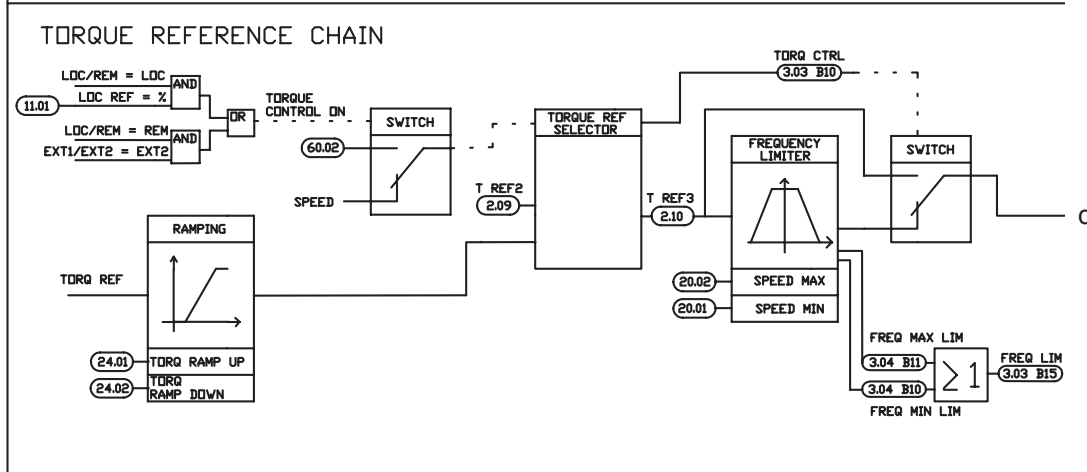 TORQUE REFERENCE CHAIN
LOC/REM = LOC
AND
11.01
LOC REF = %
LOC/REM = REM
AND
EXT1/EXT2 = EXT2
OR
TORQUE
CONTROL ON
SWITCH
60.02
SPEED
TORQUE REF
SELECTOR
T REF2
2.09
T REF3
2.10
TORQ CTRL
3.03 B10
FREQUENCY
LIMITER
20.02
SPEED MAX
20.01
SPEED MIN
SWITCH
RAMPING
TORQ REF
24.01
TORQ RAMP UP
24.02
TORQ
RAMP DOWN
FREQ MAX LIM
3.04 B11
3.04 B10
FREQ MIN LIM
≥1
FREQ LIM
3.03 B15